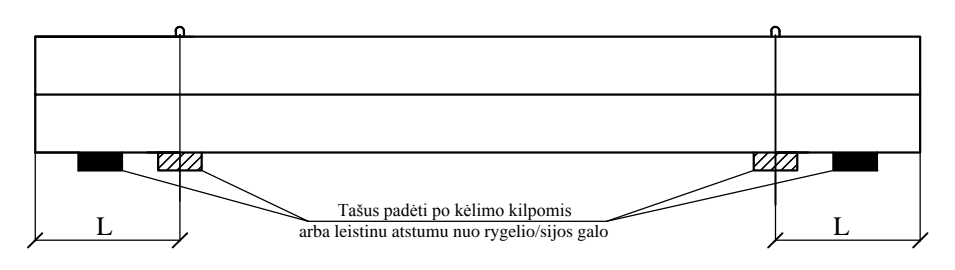 Tašus padėti po kėlimo kilpomis
arba leistinu atstumu nuo rygelio/sijos galo
L
L